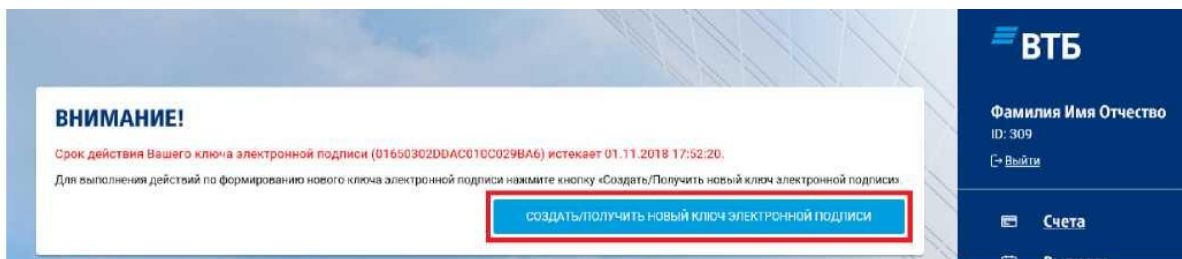 ВНИМАНИЕ!
Срок действия Вашего ключа электронной подписи (01650302DDAC010C029BA6) истекает 01.11.2018 17:52:20.
Для выполнения действий по формированию нового ключа электронной подписи нажмите кнопку «Создать/Получить новый ключ электронной подписи»
СОЗДАТЬ/ПОЛУЧИТЬ НОВЫЙ КЛЮЧ ЭЛЕКТРОННОЙ ПОДПИСИ
ВТБ
Фамилия Имя Отчество
ID: 309
Выйти
Счета